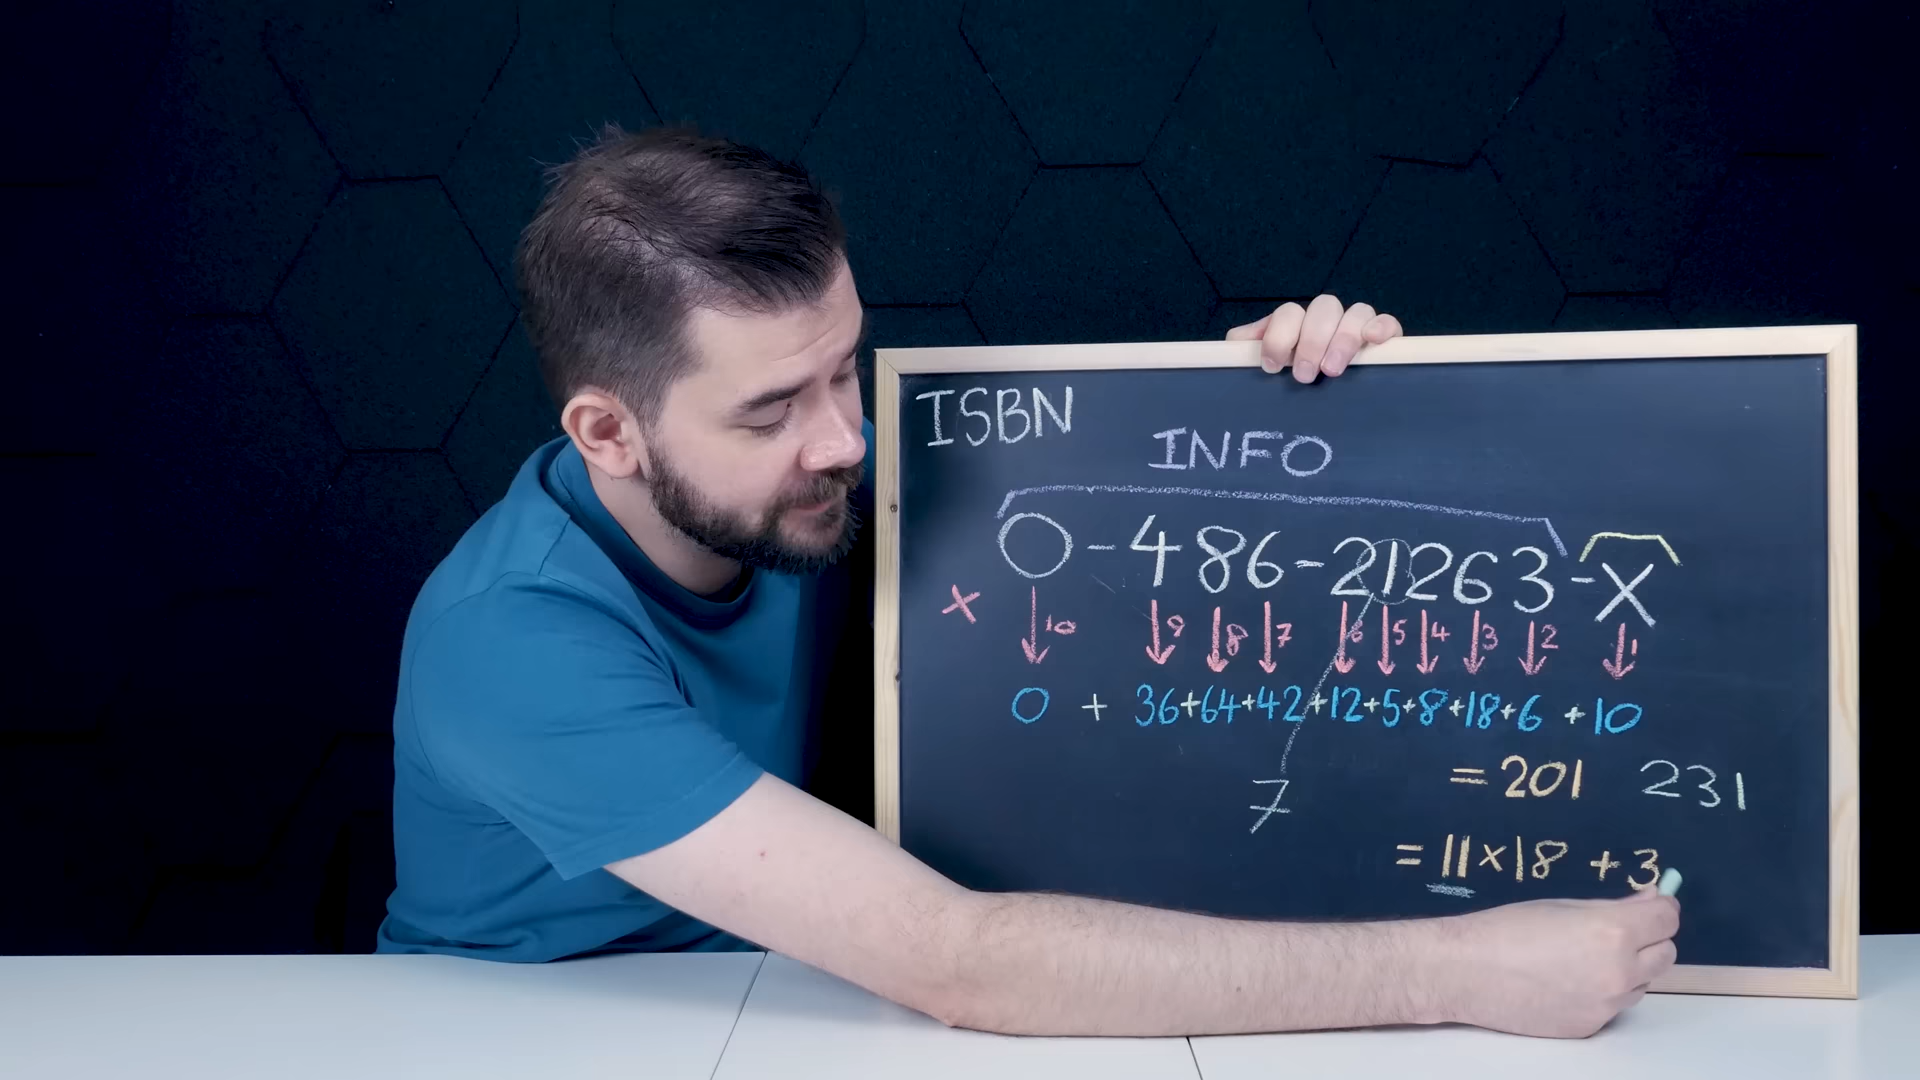 ISBN
INFO
0-486-21263-X
× 10 9 8 7 6 5 4 3 2 1
0 + 36+64+42+12+5+8+18+6 +10
7
=201 231
=11×18 +3